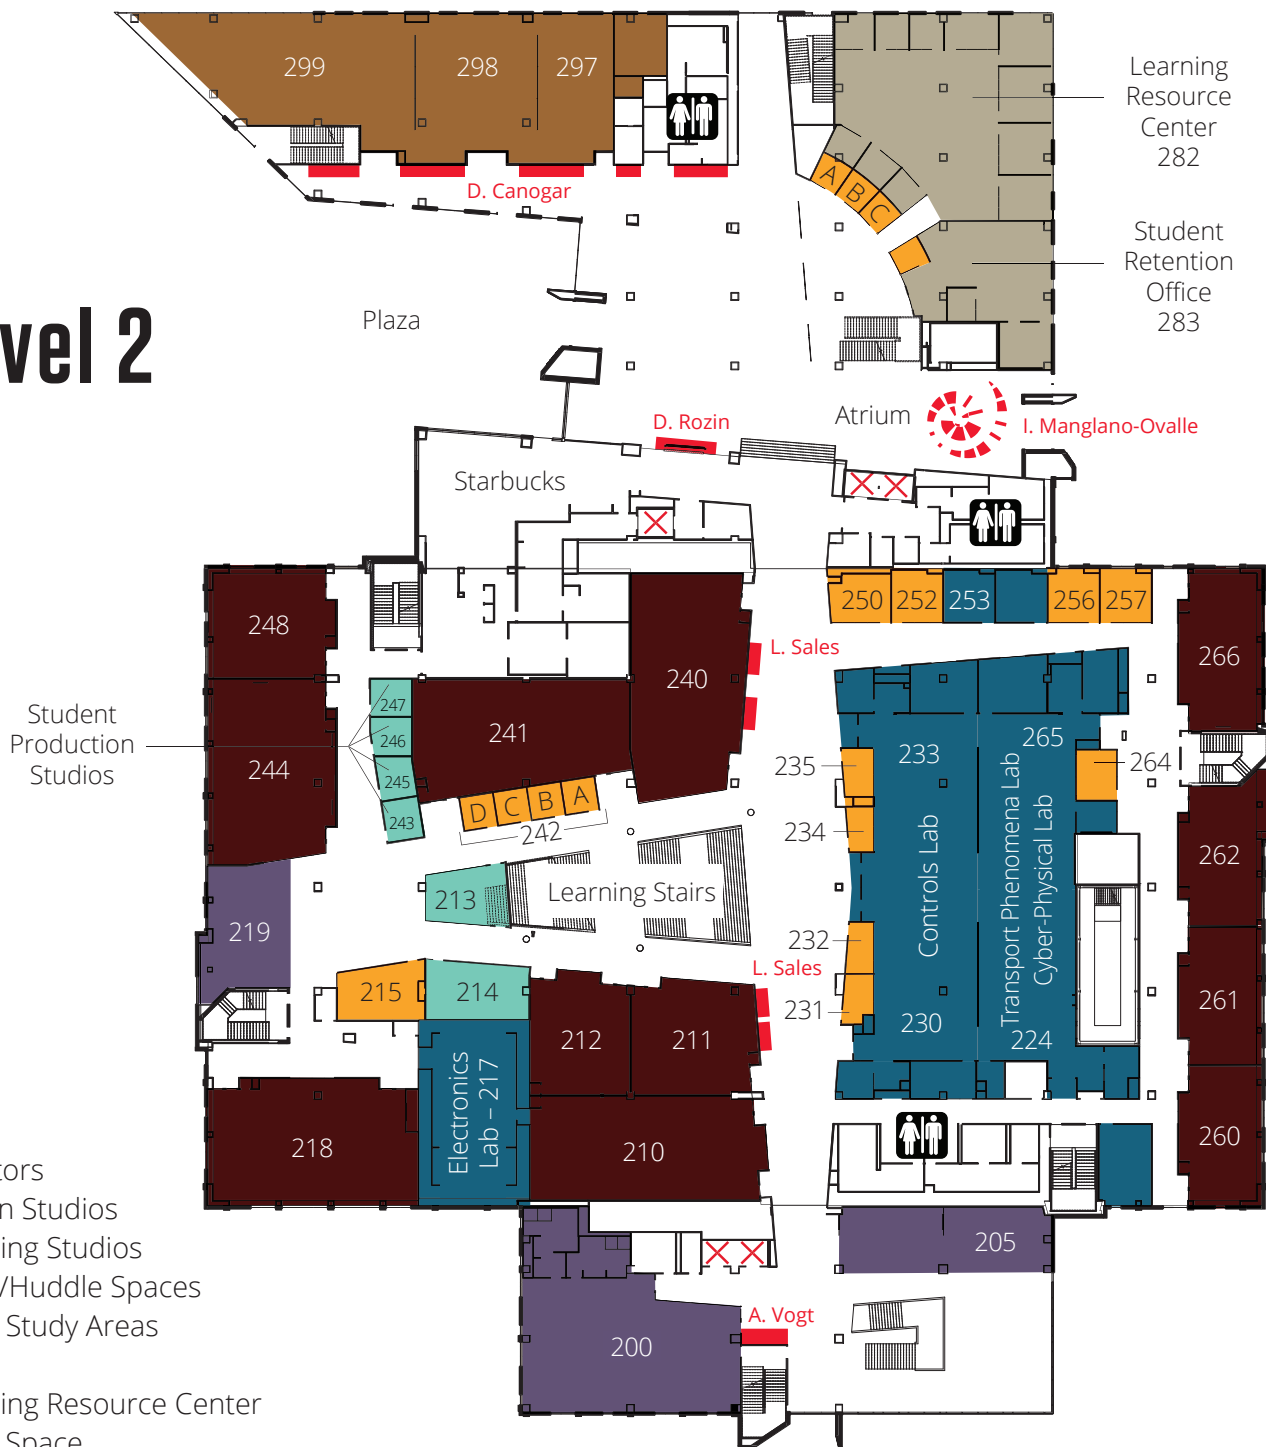 299
298
297
D. Canogar
A
B
C
Learning
Resource
Center
282
Student
Retention
Office
283
Plaza
vel 2
Atrium
I. Manglano-Ovalle
D. Rozin
Starbucks
248
240
L. Sales
250
252
253
256
257
266
Student
Production
Studios
244
247
246
245
243
241
D
C
B
A
242
235
233
265
264
234
Controls Lab
Transport Phenomena Lab
Cyber-Physical Lab
262
219
213
Learning Stairs
232
L. Sales
231
230
224
261
215
214
212
211
Electronics
Lab – 217
218
210
260
205
200
A. Vogt
tors
n Studios
ing Studios
/Huddle Spaces
Study Areas
ing Resource Center
Space